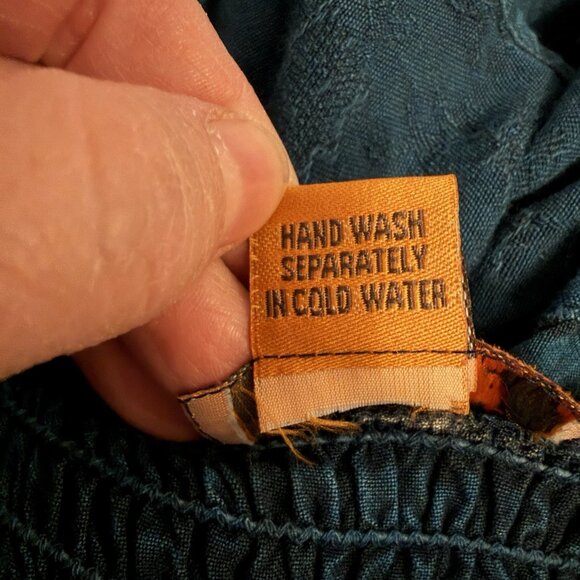 HAND WASH
SEPARATELY
IN COLD WATER